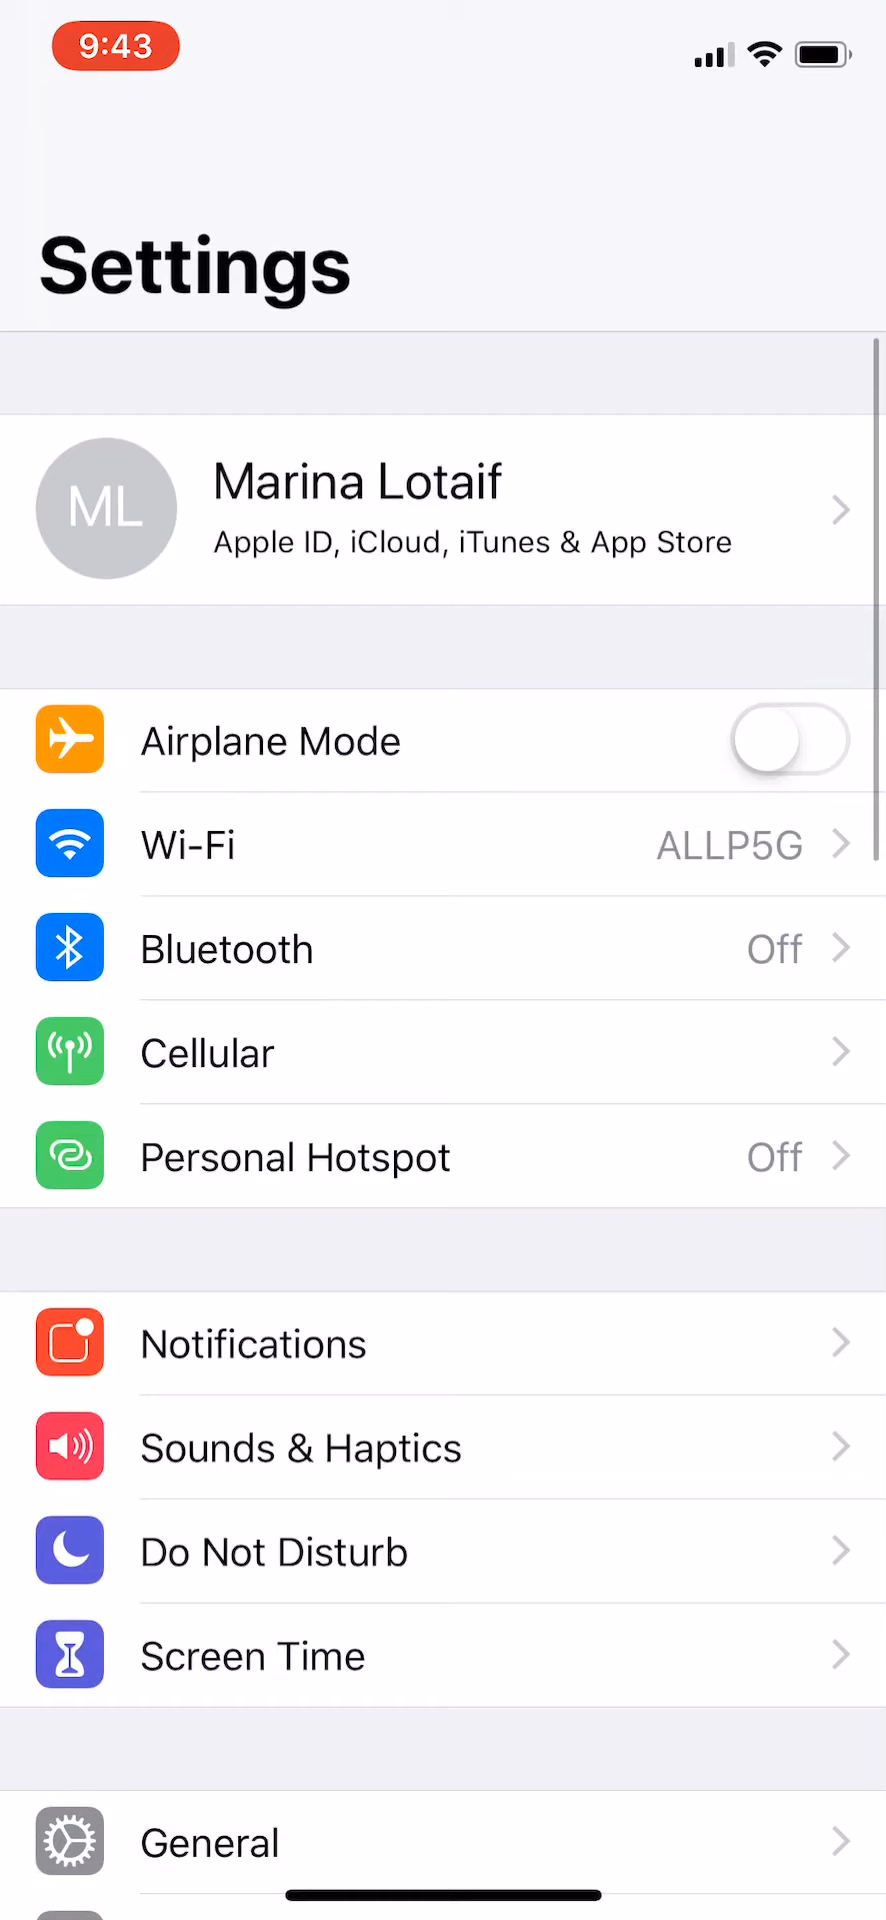 9:43
Settings
ML
Marina Lotaif
Apple ID, iCloud, iTunes & App Store
Airplane Mode
Wi-Fi ALLP5G
Bluetooth Off
Cellular
Personal Hotspot Off
Notifications
Sounds & Haptics
Do Not Disturb
Screen Time
General